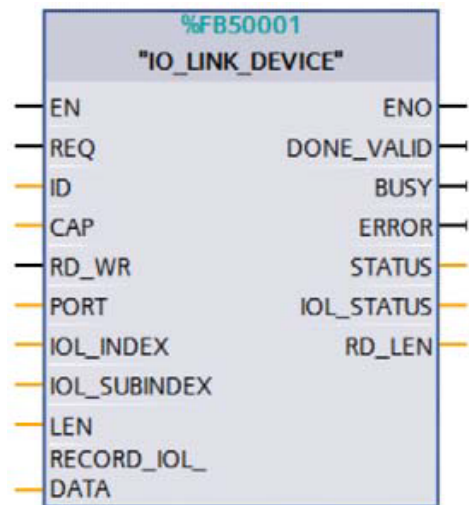 %FB50001
"IO_LINK_DEVICE"
EN ENO
REQ DONE_VALID
ID BUSY
CAP ERROR
RD_WR STATUS
PORT IOL_STATUS
IOL_INDEX RD_LEN
IOL_SUBINDEX
LEN
RECORD_IOL_
DATA